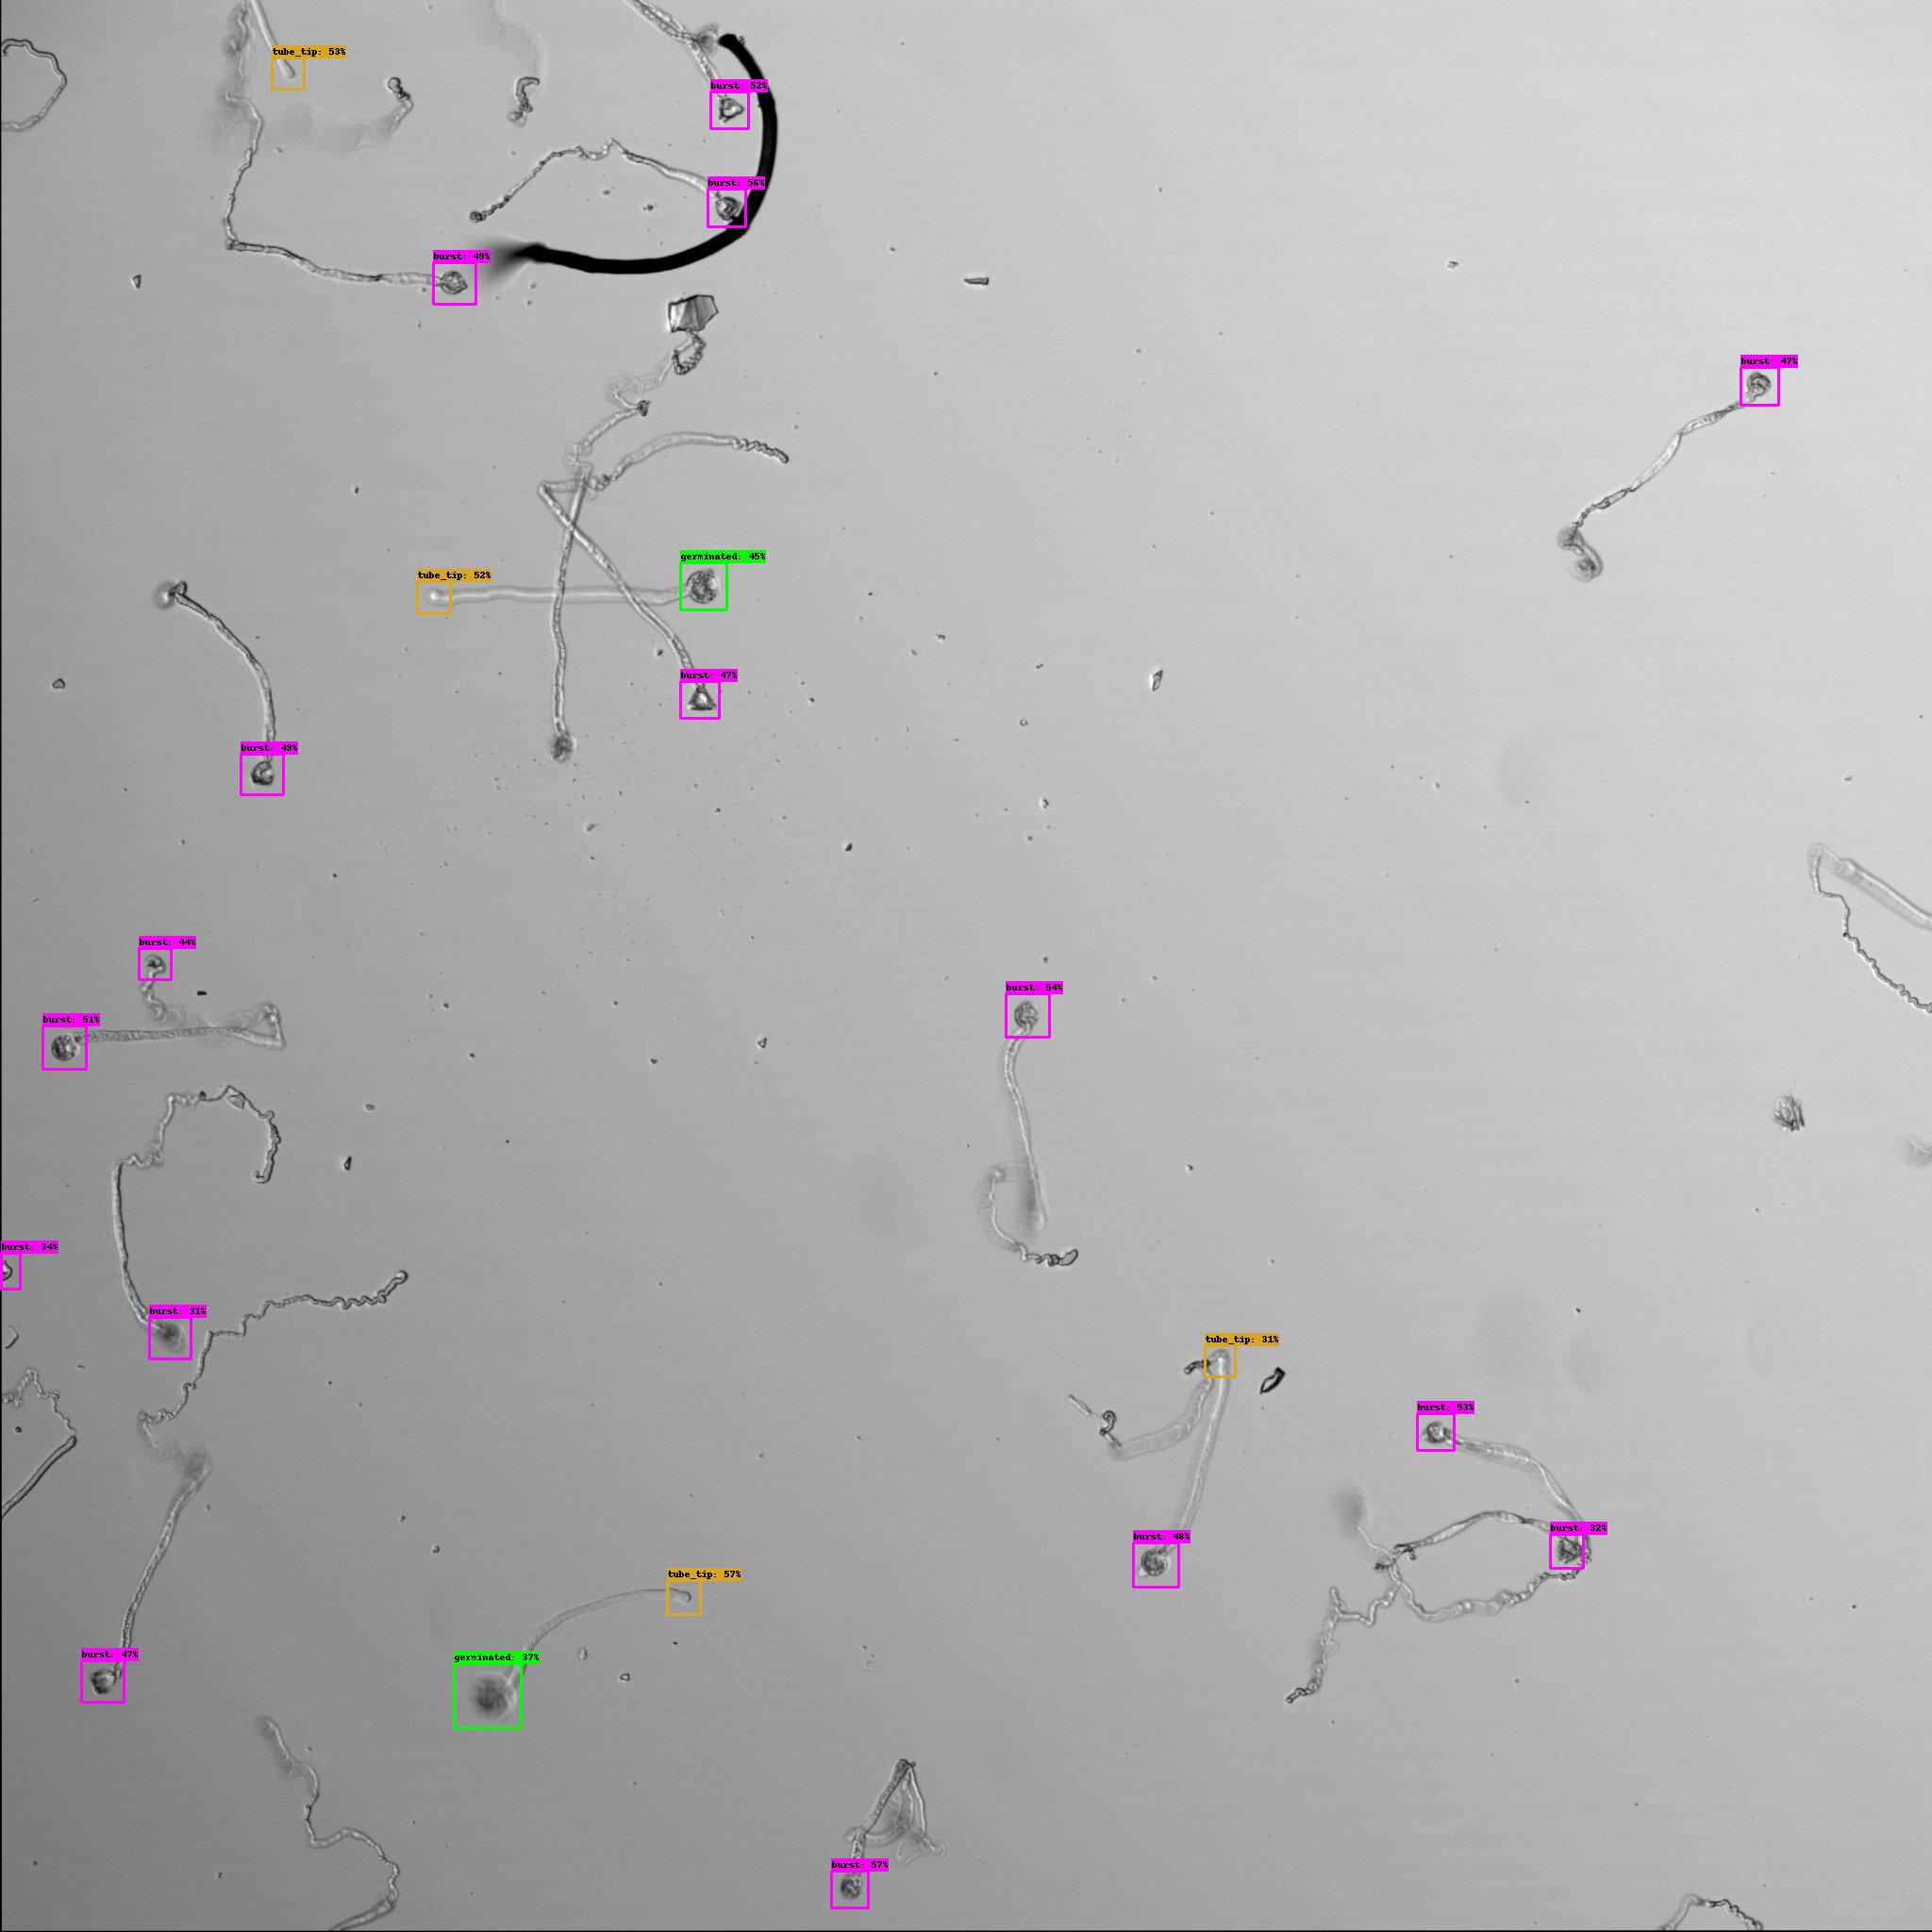 tube_tip: 53%
burst: 52%
burst: 56%
burst: 49%
burst: 47%
germinated: 45%
tube_tip: 52%
burst: 47%
burst: 49%
burst: 44%
burst: 54%
burst: 51%
burst: 34%
burst: 31%
tube_tip: 31%
burst: 53%
burst: 32%
burst: 48%
tube_tip: 57%
burst: 47%
germinated: 37%
burst: 57%